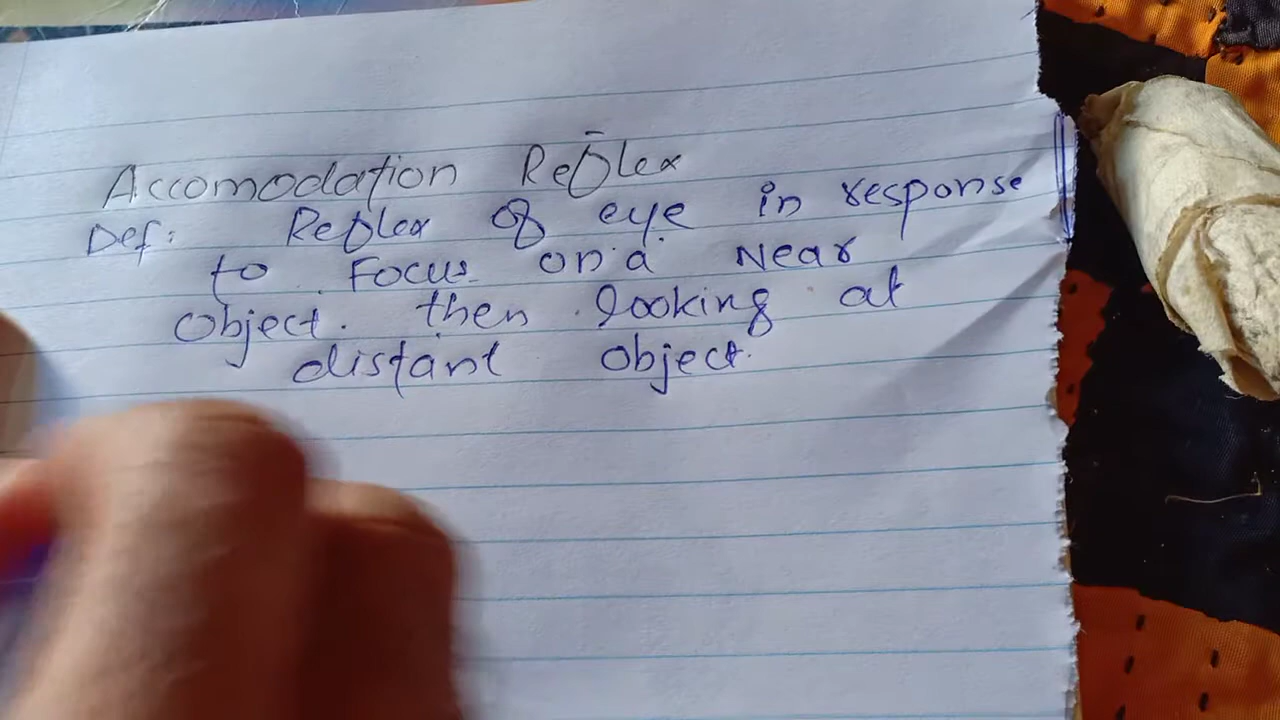 Accomodation Reflex
Def: Reflex of eye in response
to Focus on a Near
object. then looking at
distant object.